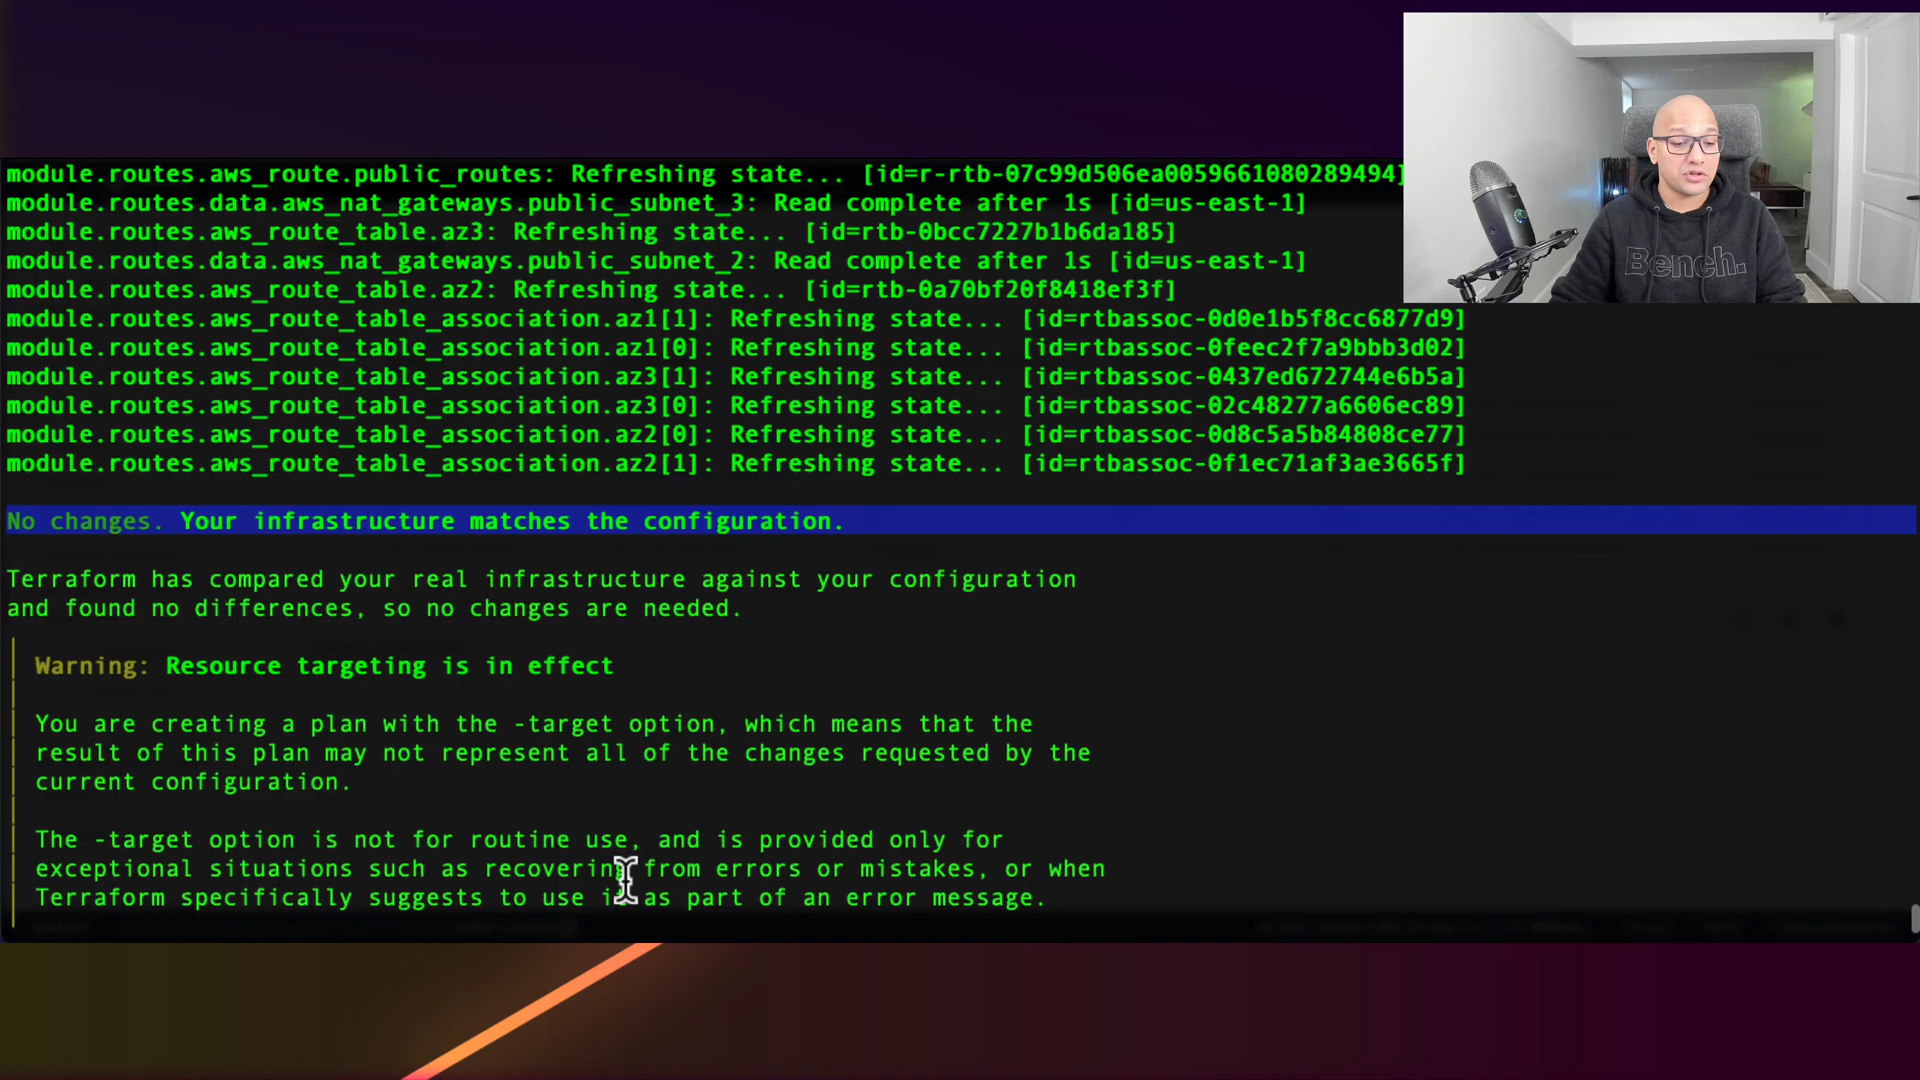 module.routes.aws_route.public_routes: Refreshing state... [id=r-rtb-07c99d506ea0059661080289494]
module.routes.data.aws_nat_gateways.public_subnet_3: Read complete after 1s [id=us-east-1]
module.routes.aws_route_table.az3: Refreshing state... [id=rtb-0bcc7227b1b6da185]
module.routes.data.aws_nat_gateways.public_subnet_2: Read complete after 1s [id=us-east-1]
module.routes.aws_route_table.az2: Refreshing state... [id=rtb-0a70bf20f8418ef3f]
module.routes.aws_route_table_association.az1[1]: Refreshing state... [id=rtbassoc-0d0e1b5f8cc6877d9]
module.routes.aws_route_table_association.az1[0]: Refreshing state... [id=rtbassoc-0feec2f7a9bbb3d02]
module.routes.aws_route_table_association.az3[1]: Refreshing state... [id=rtbassoc-0437ed672744e6b5a]
module.routes.aws_route_table_association.az3[0]: Refreshing state... [id=rtbassoc-02c48277a6606ec89]
module.routes.aws_route_table_association.az2[0]: Refreshing state... [id=rtbassoc-0d8c5a5b84808ce77]
module.routes.aws_route_table_association.az2[1]: Refreshing state... [id=rtbassoc-0f1ec71af3ae3665f]
No changes. Your infrastructure matches the configuration.
Terraform has compared your real infrastructure against your configuration
and found no differences, so no changes are needed.
Warning: Resource targeting is in effect
You are creating a plan with the -target option, which means that the
result of this plan may not represent all of the changes requested by the
current configuration.
The -target option is not for routine use, and is provided only for
exceptional situations such as recovering from errors or mistakes, or when
Terraform specifically suggests to use it as part of an error message.
Bench.